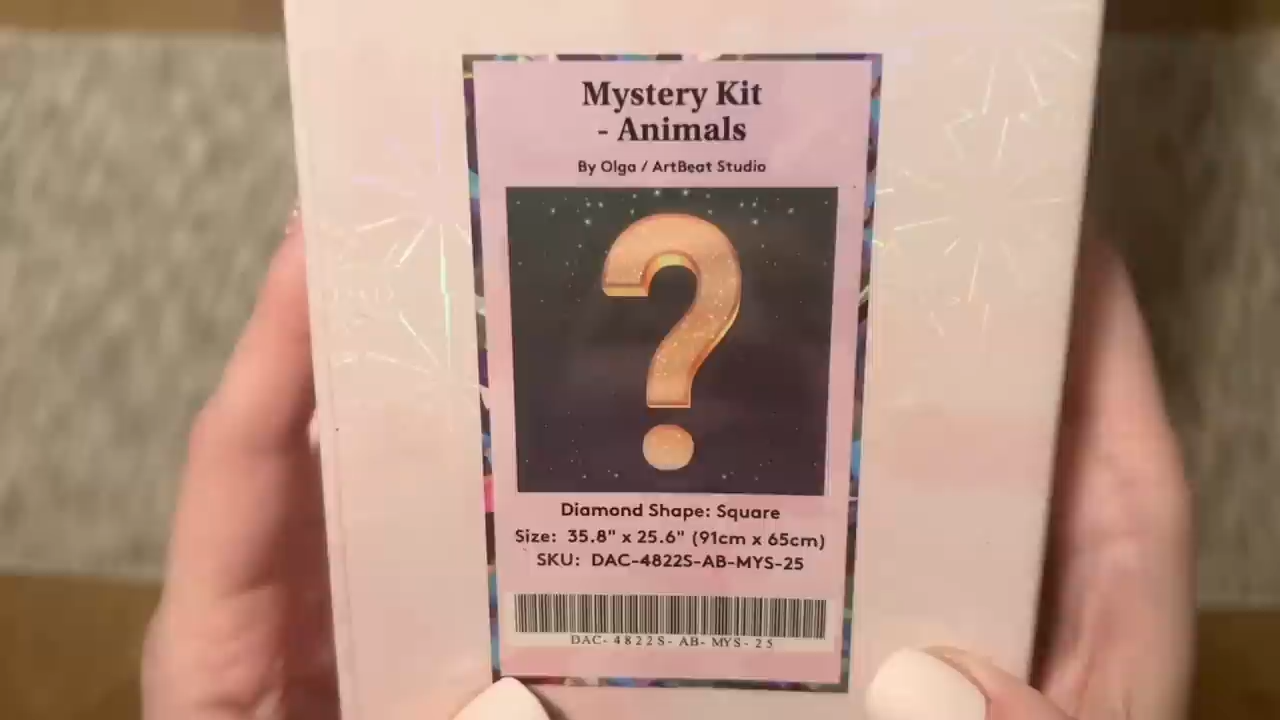 Mystery Kit
- Animals
By Olga / ArtBeat Studio
?
Diamond Shape: Square
Size: 35.8" x 25.6" (91cm x 65cm)
SKU: DAC-4822S-AB-MYS-25
DAC- 4822S- AB- MYS- 25